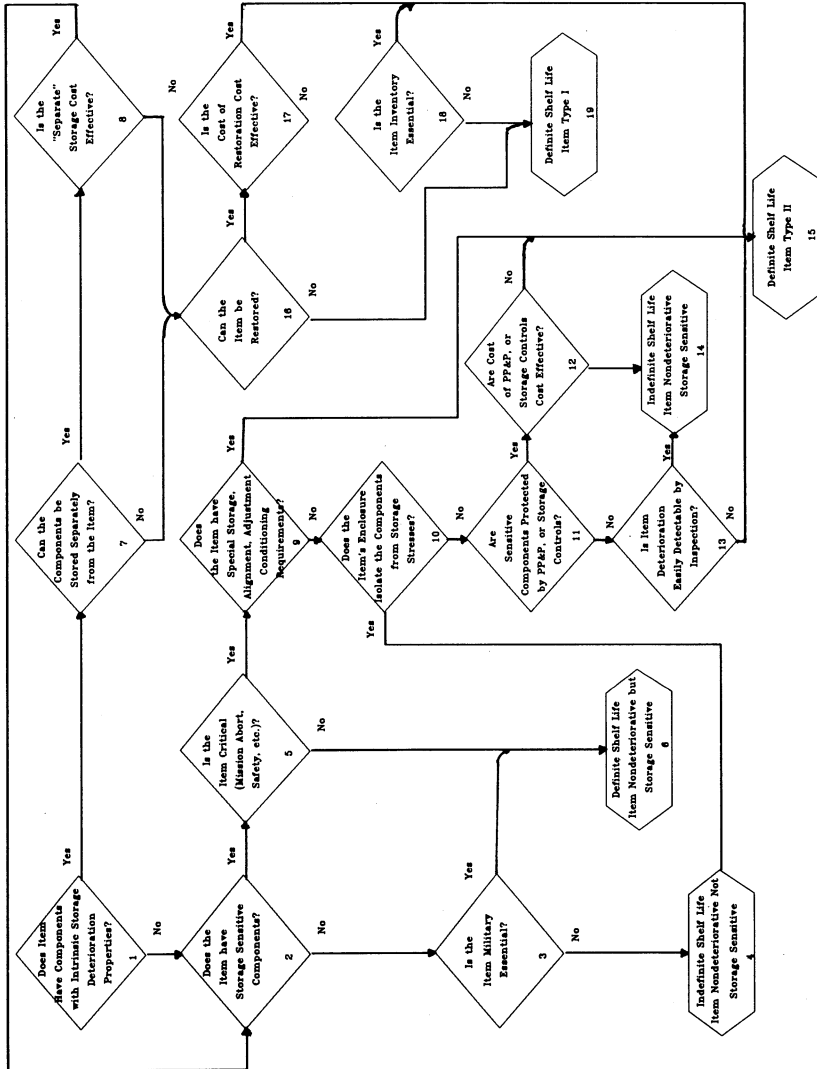 Does Item
Have Components
with Intrinsic Storage
Deterioration
Properties?
1
Yes
No
Does the
Item have
Storage Sensitive
Components?
2
Yes
No
Is the
Item Military
Essential?
3
Yes
No
Indefinite Shelf Life
Item Nondeteriorative Not
Storage Sensitive
4
Is the
Item Critical
(Mission Abort,
Safety, etc.)?
5
Yes
No
Definite Shelf Life
Item Nondeteriorative but
Storage Sensitive
6
Can the
Components be
Stored Separately
from the Item?
7
Yes
No
Is the
"Separate"
Storage Cost
Effective?
8
Yes
No
Does
the Item have
Special Storage,
Alignment, Adjustment
Conditioning
Requirements?
9
Yes
No
Does the
Item's Enclosure
Isolate the Components
from Storage
Stresses?
10
Yes
No
Are
Sensitive
Components Protected
by PP&P, or Storage
Controls?
11
Yes
No
Are Cost
of PP&P, or
Storage Controls
Cost Effective?
12
No
Is Item
Deterioration
Easily Detectable by
Inspection?
13
Yes
No
Indefinite Shelf Life
Item Nondeteriorative
Storage Sensitive
14
Definite Shelf Life
Item Type II
15
Can the
Item be
Restored?
16
Yes
No
Is the
Cost of
Restoration Cost
Effective?
17
Yes
No
Is the
Item Inventory
Essential?
18
Yes
No
Definite Shelf Life
Item Type I
19